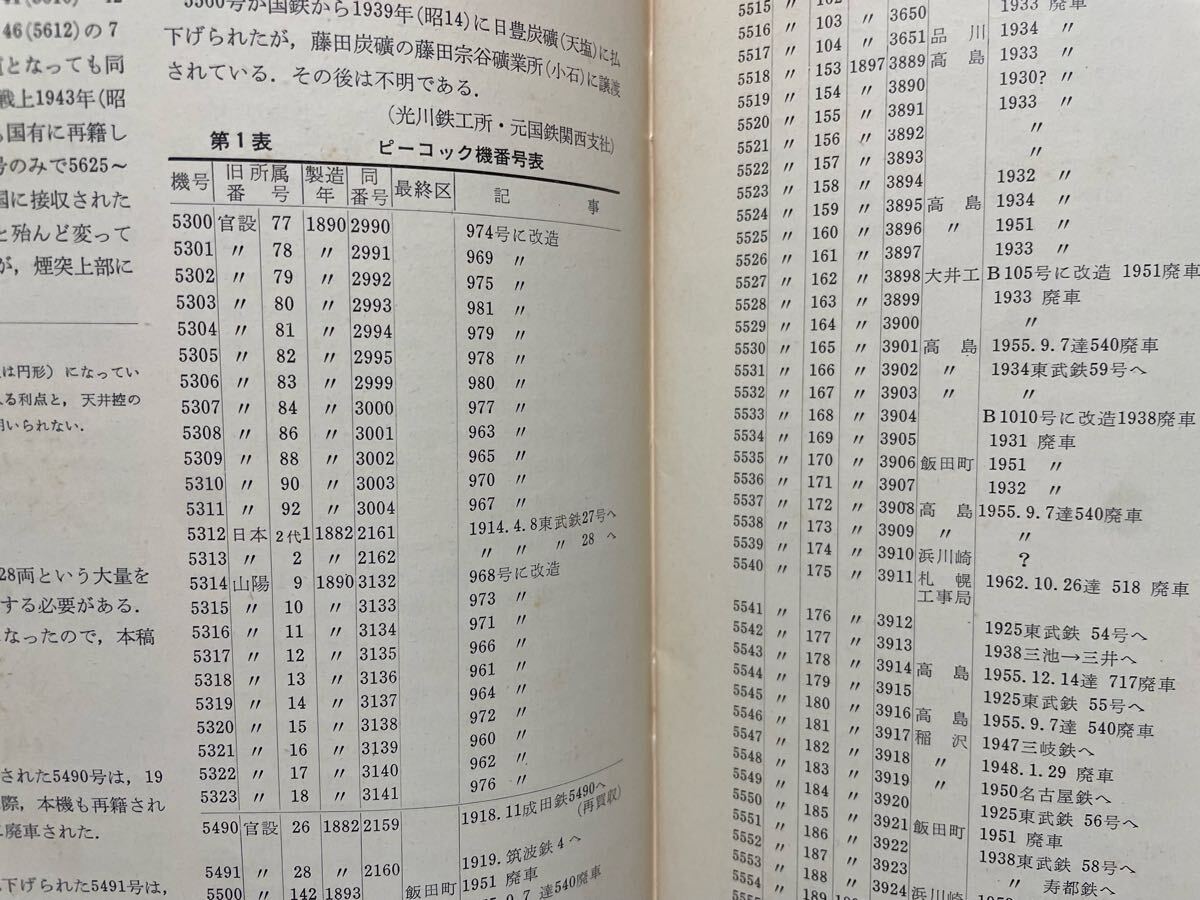 46(5612)の7
となっても同
戦上1943年(昭
も国有に再籍し
号のみで5625～
国に接収された
と殆んど変って
が，煙突上部に
は円形）になってい
る利点と，天井控の
用いられない．
28両という大量を
する必要がある．
なったので，本稿
された5490号は，19
際，本機も再籍され
廃車された．
下げられた5491号は，
5500号が国鉄から1939年(昭14)に日豊炭礦(天塩)に払
下げられたが，藤田炭礦の藤田宗谷礦業所(小石)に譲渡
されている．その後は不明である．
(光川鉄工所・元国鉄関西支社)
第1表 ピーコック機番号表
機号 旧所属番号 製造年 同番号 最終区 記事
5300 官設 77 1890 2990 974号に改造
5301 〃 78 〃 2991 969 〃
5302 〃 79 〃 2992 975 〃
5303 〃 80 〃 2993 981 〃
5304 〃 81 〃 2994 979 〃
5305 〃 82 〃 2995 978 〃
5306 〃 83 〃 2999 980 〃
5307 〃 84 〃 3000 977 〃
5308 〃 86 〃 3001 963 〃
5309 〃 88 〃 3002 965 〃
5310 〃 90 〃 3003 970 〃
5311 〃 92 〃 3004 967 〃
5312 日本 2代1 1882 2161 1914.4.8東武鉄27号へ
5313 〃 2 〃 2162 〃 〃 〃 28 へ
5314 山陽 9 1890 3132 968号に改造
5315 〃 10 〃 3133 973 〃
5316 〃 11 〃 3134 971 〃
5317 〃 12 〃 3135 966 〃
5318 〃 13 〃 3136 961 〃
5319 〃 14 〃 3137 964 〃
5320 〃 15 〃 3138 972 〃
5321 〃 16 〃 3139 960 〃
5322 〃 17 〃 3140 962 〃
5323 〃 18 〃 3141 976 〃
5490 官設 26 1882 2159 1918.11成田鉄5490へ
(再買収)
5491 〃 28 〃 2160 1919.筑波鉄4へ
5500 〃 142 1893 飯田町 1951 廃車
5515 〃 102 〃 1933 廃車
5516 〃 103 〃 3650 1934 〃
5517 〃 104 〃 3651 品川 1933 〃
5518 〃 153 1897 3889 高島 1930? 〃
5519 〃 154 〃 3890 1933 〃
5520 〃 155 〃 3891 〃
5521 〃 156 〃 3892 〃
5522 〃 157 〃 3893 1932 〃
5523 〃 158 〃 3894 1934 〃
5524 〃 159 〃 3895 高島 1951 〃
5525 〃 160 〃 3896 〃 1933 〃
5526 〃 161 〃 3897
5527 〃 162 〃 3898 大井工 B105号に改造 1951廃車
5528 〃 163 〃 3899 1933 廃車
5529 〃 164 〃 3900 〃
5530 〃 165 〃 3901 高島 1955.9.7達540廃車
5531 〃 166 〃 3902 〃 1934東武鉄59号へ
5532 〃 167 〃 3903 〃 〃
5533 〃 168 〃 3904 B1010号に改造1938廃車
5534 〃 169 〃 3905 1931 廃車
5535 〃 170 〃 3906 飯田町 1951 〃
5536 〃 171 〃 3907 1932 〃
5537 〃 172 〃 3908 高島 1955.9.7達540廃車
5538 〃 173 〃 3909 〃 〃
5539 〃 174 〃 3910 浜川崎 ?
5540 〃 175 〃 3911 札幌工事局 1962.10.26達 518 廃車
5541 〃 176 〃 3912 1925東武鉄 54号へ
5542 〃 177 〃 3913 1938三池→三井へ
5543 〃 178 〃 3914 高島 1955.12.14達 717廃車
5544 〃 179 〃 3915 1925東武鉄 55号へ
5545 〃 180 〃 3916 高島 1955.9.7達 540廃車
5546 〃 181 〃 3917 稲沢 1947三岐鉄へ
5547 〃 182 〃 3918 〃 1948.1.29 廃車
5548 〃 183 〃 3919 〃 1950名古屋鉄へ
5549 〃 184 〃 3920 1925東武鉄 56号へ
5551 〃 185 〃 3921 飯田町 1951 廃車
5552 〃 186 〃 3922 1938東武鉄 58号へ
5553 〃 187 〃 3923 〃 寿都鉄へ
5554 〃 188 〃 3924 浜川崎